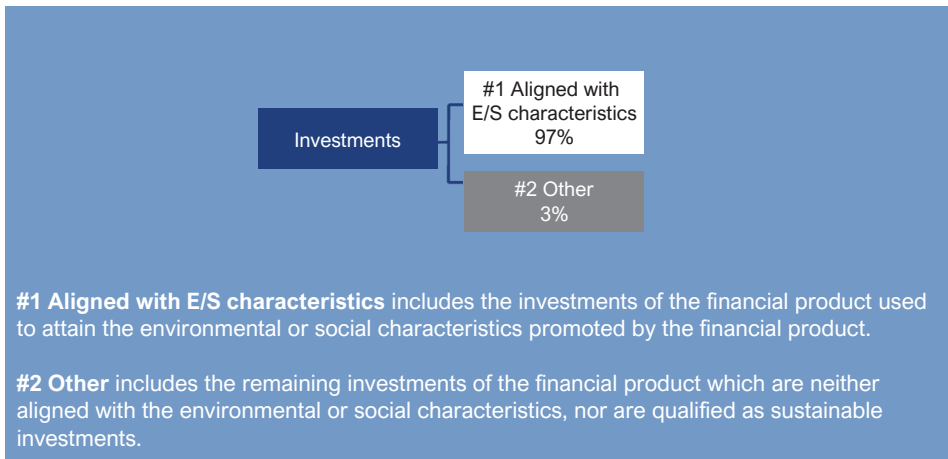 Investments
#1 Aligned with
E/S characteristics
97%
#2 Other
3%
#1 Aligned with E/S characteristics includes the investments of the financial product used
to attain the environmental or social characteristics promoted by the financial product.
#2 Other includes the remaining investments of the financial product which are neither
aligned with the environmental or social characteristics, nor are qualified as sustainable
investments.